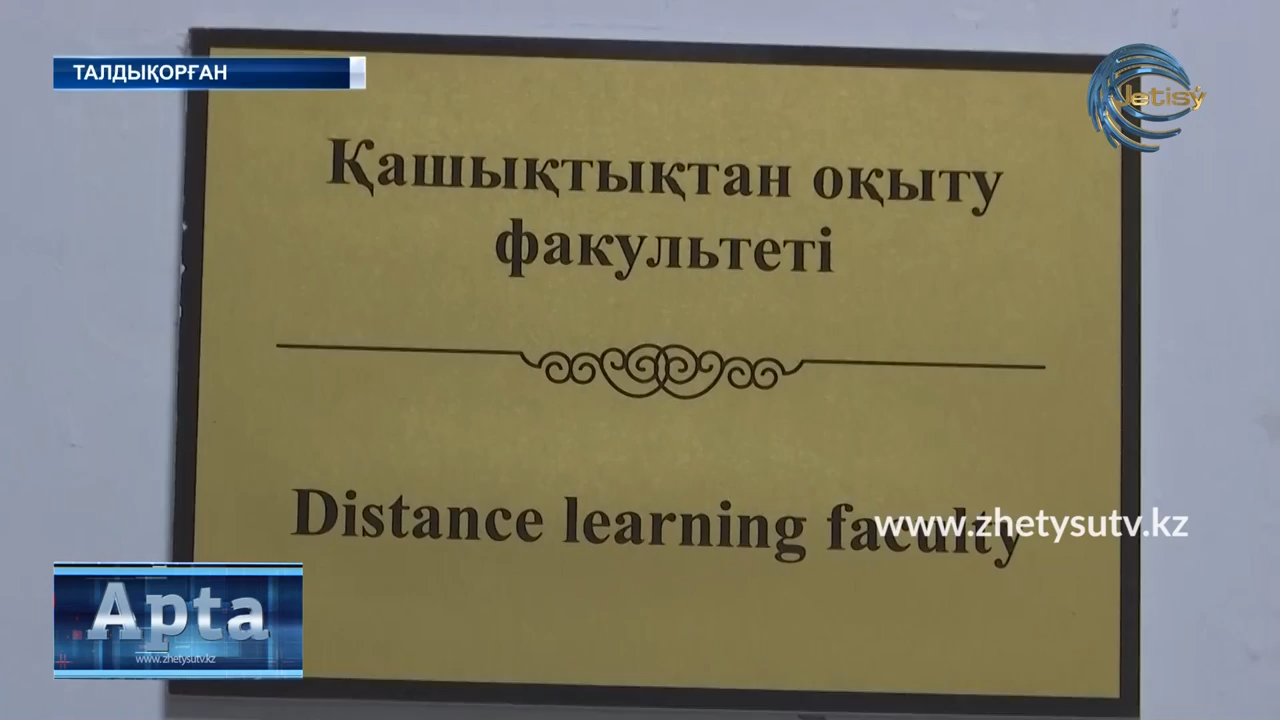 ТАЛДЫҚОРҒАН
Jetisý
Қашықтықтан оқыту
факультеті
Distance learning faculty
www.zhetysutv.kz
Apta
www.zhetysutv.kz